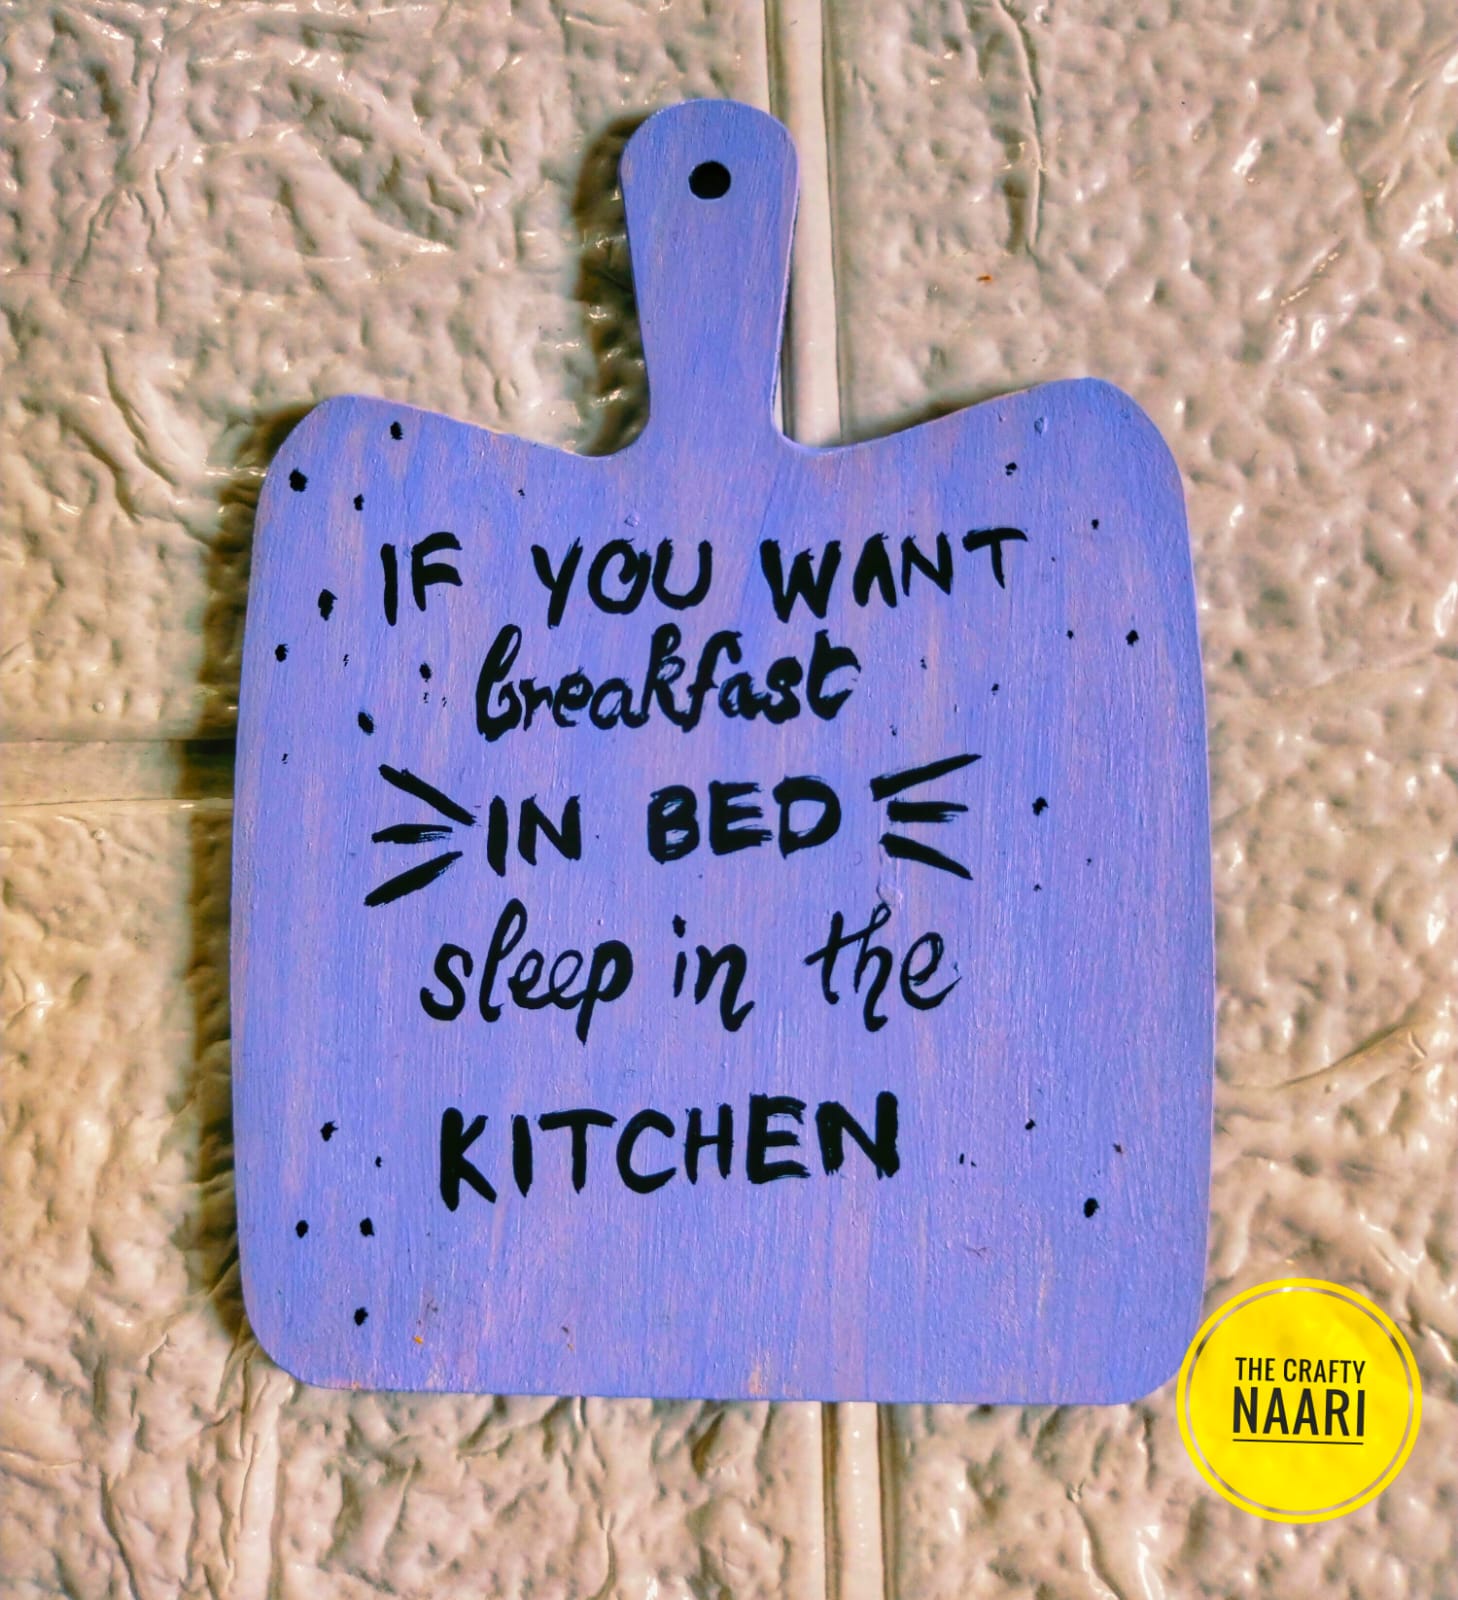 IF YOU WANT
breakfast
IN BED
sleep in the
KITCHEN
THE CRAFTY
NAARI